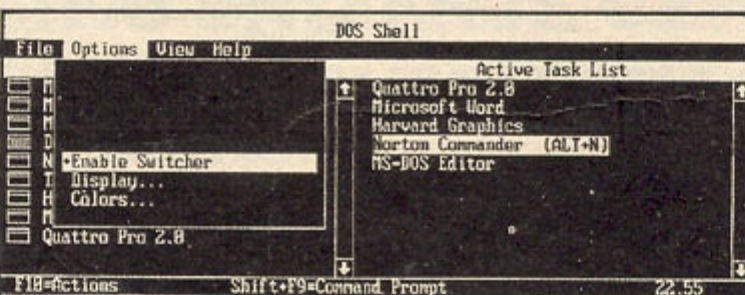 DOS Shell
File Options View Help
Active Task List
M
M
M
D
N
I
H
M
Quattro Pro 2.0
•Enable Switcher
Display...
Colors...
Quattro Pro 2.0
Microsoft Word
Harvard Graphics
Norton Commander (ALT+N)
MS-DOS Editor
F10=Actions Shift+F9=Command Prompt 22.55